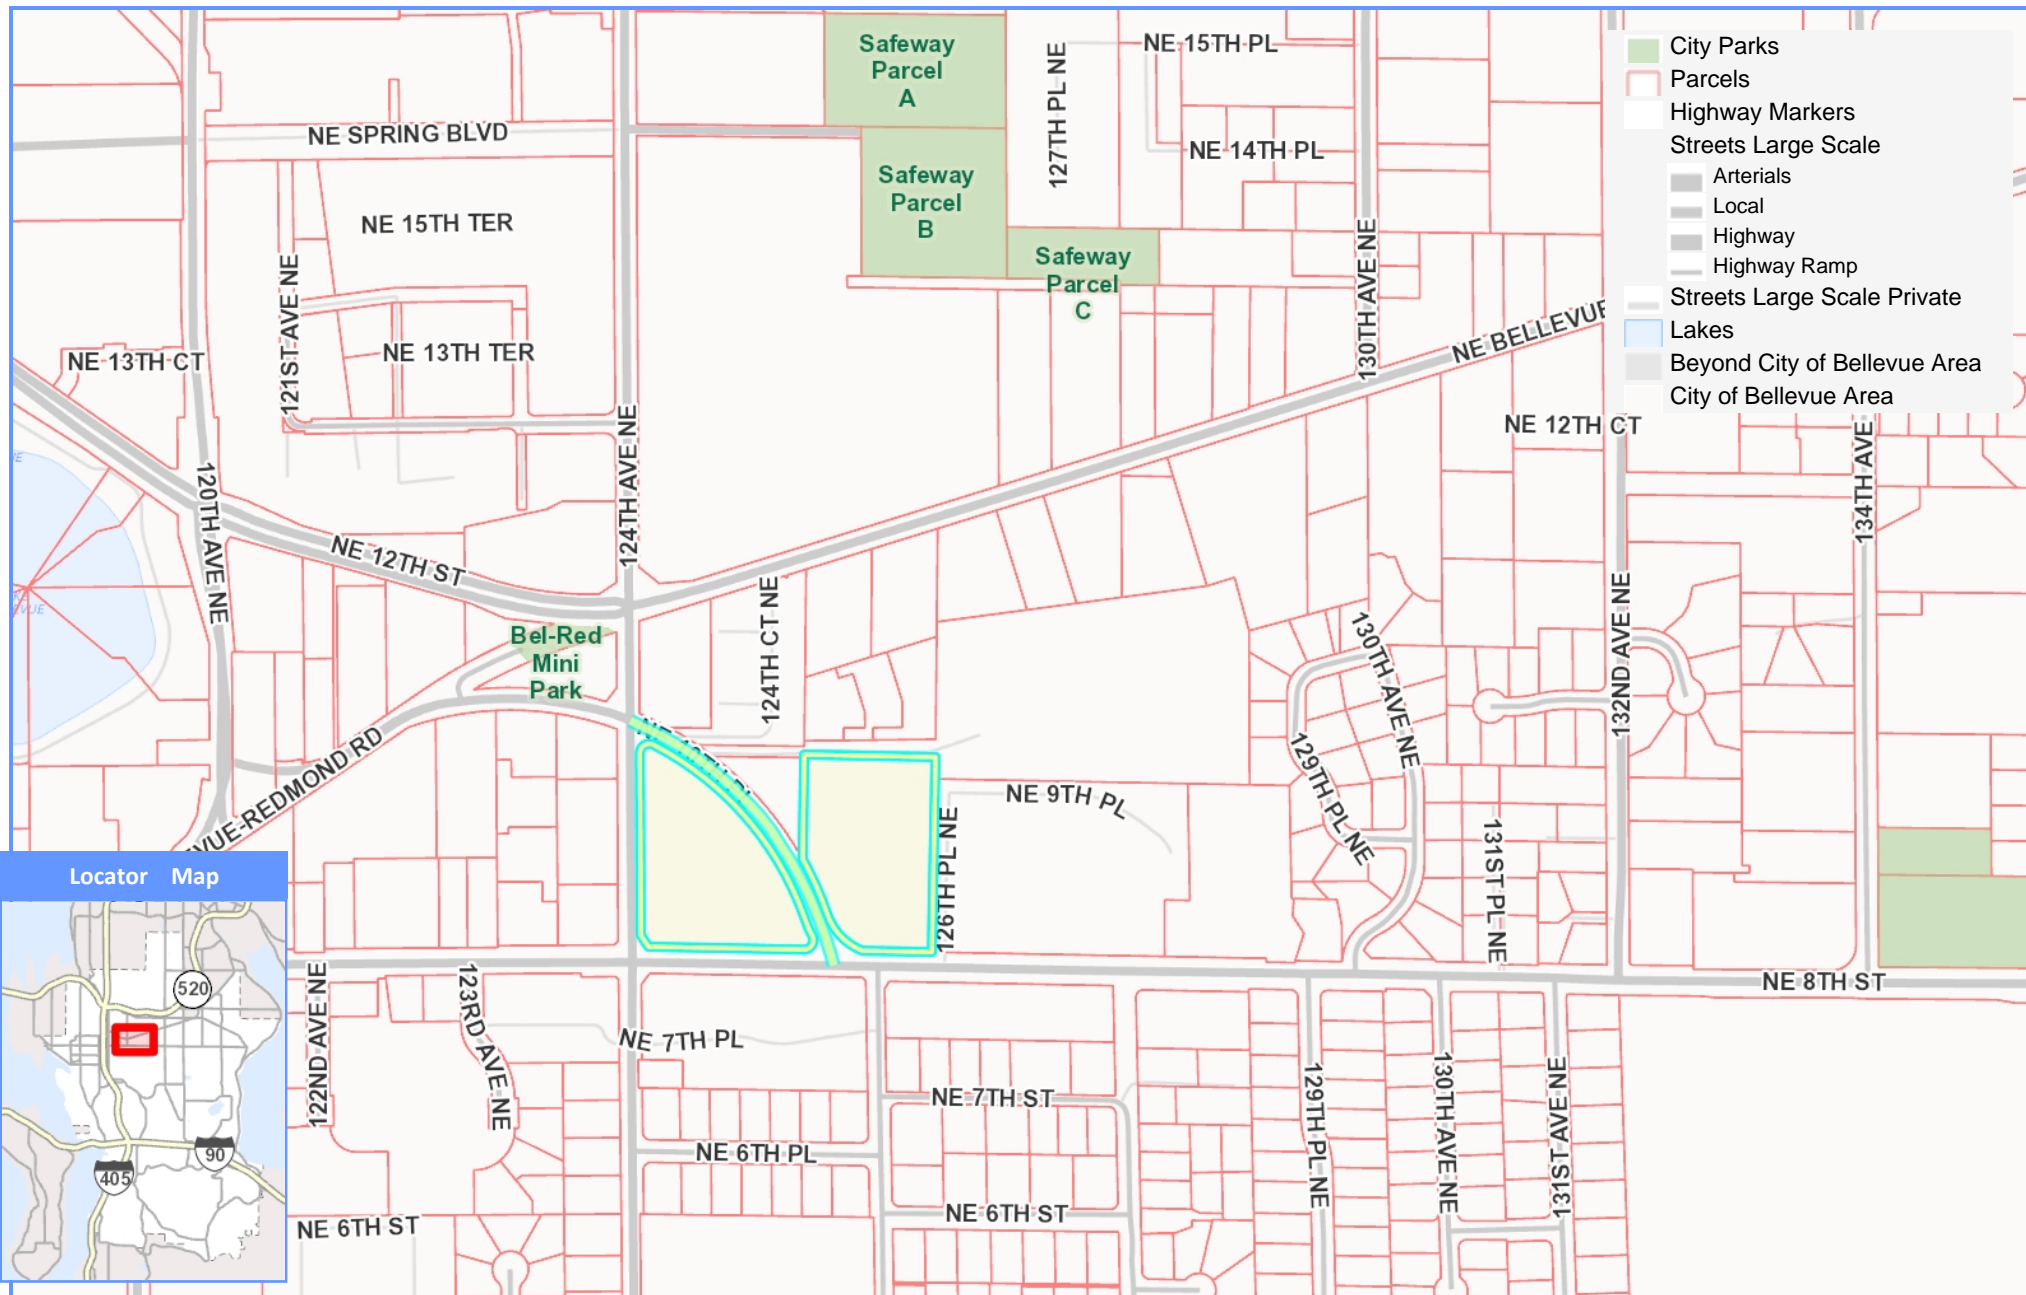 Safeway
Parcel
A
NE 15TH PL
127TH PL NE
NE SPRING BLVD
NE 14TH PL
Safeway
Parcel
B
NE 15TH TER
Safeway
Parcel
C
121ST AVE NE
130TH AVE NE
NE BELLEVUE
NE 13TH CT
NE 13TH TER
NE 12TH CT
124TH AVE NE
134TH AVE
120TH AVE NE
NE 12TH ST
124TH CT NE
132ND AVE NE
Bel-Red
Mini
Park
130TH AVE NE
129TH PL NE
VUE-REDMOND RD
NE 9TH PL
126TH PL NE
131ST PL NE
NE 8TH ST
122ND AVE NE
123RD AVE NE
NE 7TH PL
NE 7TH ST
129TH PL NE
130TH AVE NE
131ST AVE NE
NE 6TH PL
NE 6TH ST
NE 6TH ST
City Parks
Parcels
Highway Markers
Streets Large Scale
Arterials
Local
Highway
Highway Ramp
Streets Large Scale Private
Lakes
Beyond City of Bellevue Area
City of Bellevue Area
Locator Map
520
90
405